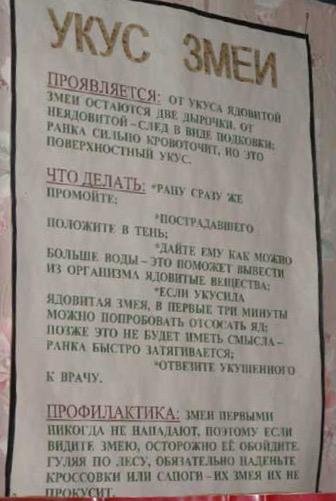 УКУС ЗМЕИ
ПРОЯВЛЯЕТСЯ: ОТ УКУСА ЯДОВИТОЙ
ЗМЕИ ОСТАЮТСЯ ДВЕ ДЫРОЧКИ. ОТ
НЕЯДОВИТОЙ – СЛЕД В ВИДЕ ПОДКОВКИ;
РАНКА СИЛЬНО КРОВОТОЧИТ, НО ЭТО
ПОВЕРХНОСТНЫЙ УКУС.
ЧТО ДЕЛАТЬ: *РАНУ СРАЗУ ЖЕ
ПРОМОЙТЕ;
*ПОСТРАДАВШЕГО
ПОЛОЖИТЕ В ТЕНЬ;
*ДАЙТЕ ЕМУ КАК МОЖНО
БОЛЬШЕ ВОДЫ – ЭТО ПОМОЖЕТ ВЫВЕСТИ
ИЗ ОРГАНИЗМА ЯДОВИТЫЕ ВЕЩЕСТВА;
*ЕСЛИ УКУСИЛА
ЯДОВИТАЯ ЗМЕЯ, В ПЕРВЫЕ ТРИ МИНУТЫ
МОЖНО ПОПРОБОВАТЬ ОТСОСАТЬ ЯД;
ПОЗЖЕ ЭТО НЕ БУДЕТ ИМЕТЬ СМЫСЛА –
РАНКА БЫСТРО ЗАТЯГИВАЕТСЯ;
*ОТВЕЗИТЕ УКУШЕННОГО
К ВРАЧУ.
ПРОФИЛАКТИКА: ЗМЕИ ПЕРВЫМИ
НИКОГДА НЕ НАПАДАЮТ, ПОЭТОМУ ЕСЛИ
ВИДИТЕ ЗМЕЮ, ОСТОРОЖНО ЕЁ ОБОЙДИТЕ.
ГУЛЯЯ ПО ЛЕСУ, ОБЯЗАТЕЛЬНО НАДЕНЬТЕ
КРОССОВКИ ИЛИ САПОГИ – ИХ ЗМЕЯ ИХ НЕ
ПРОКУСИТ.